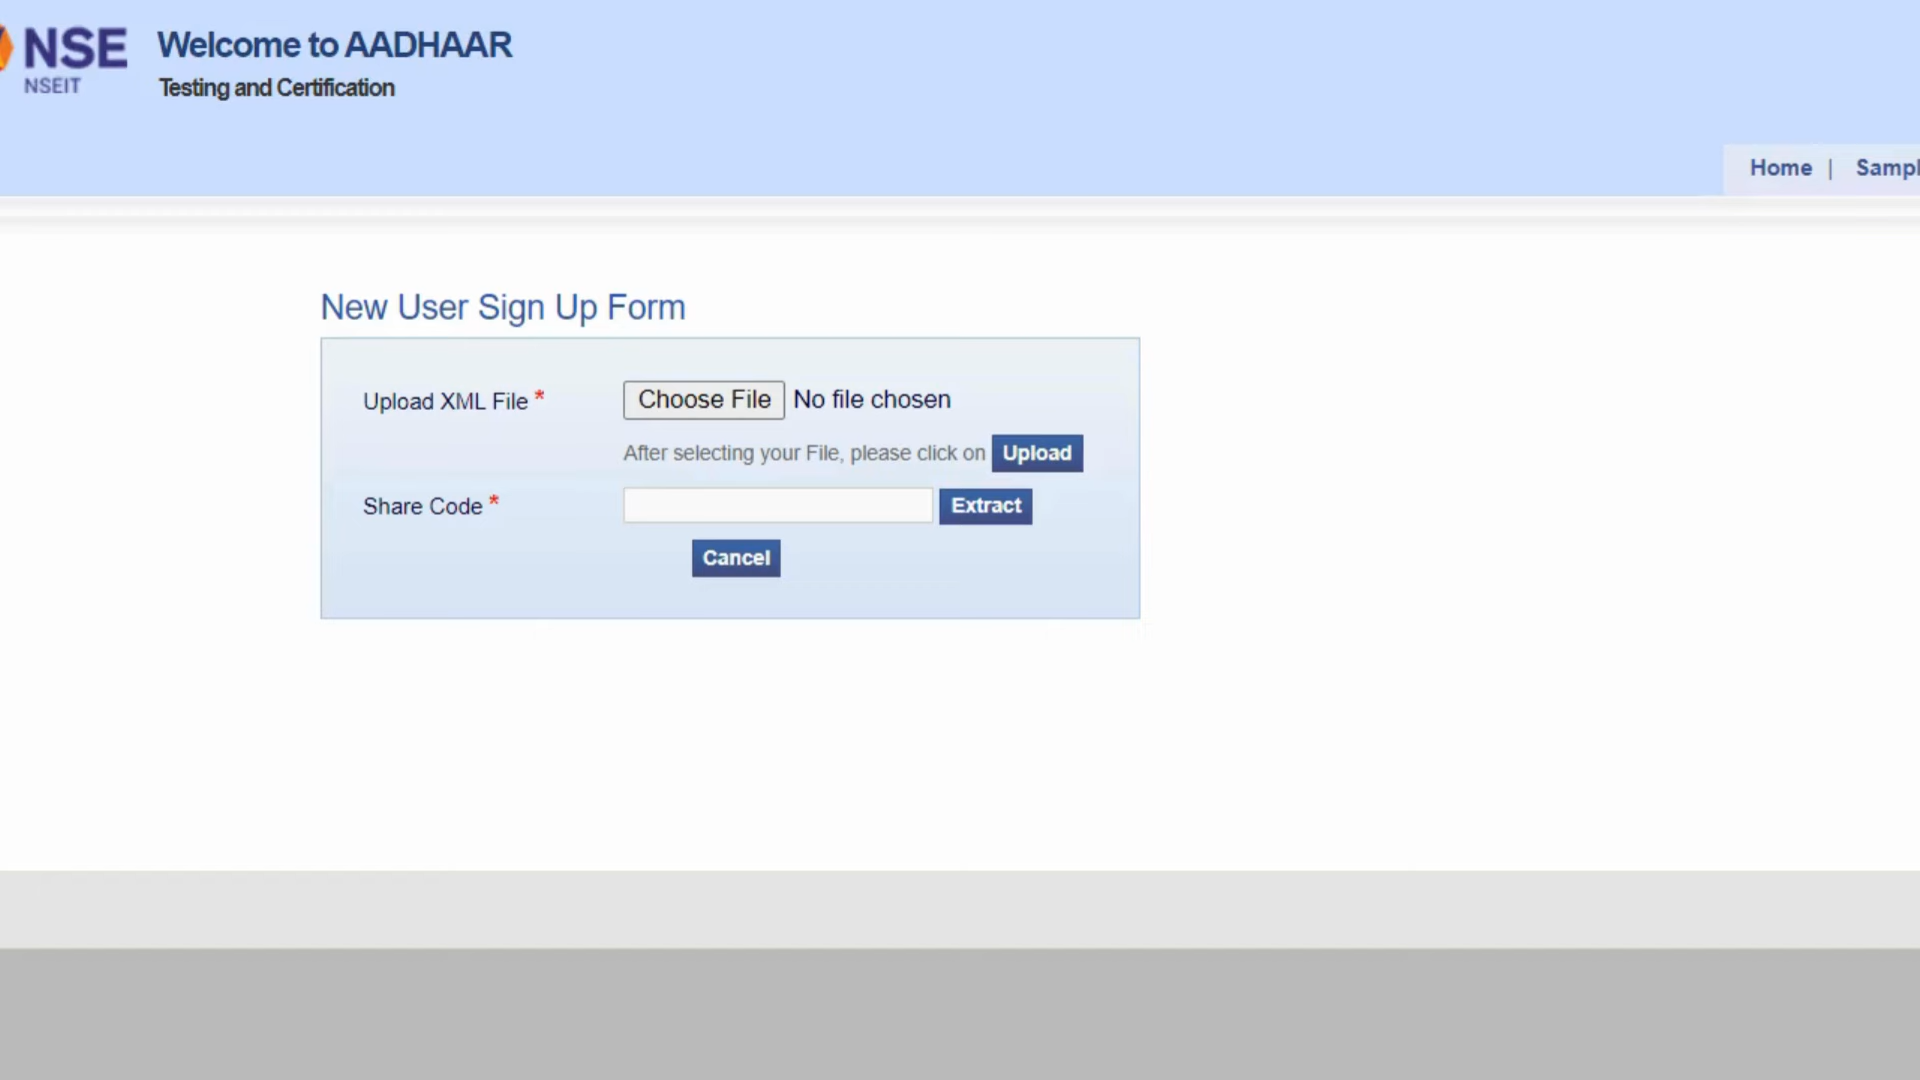 NSE
NSEIT
Welcome to AADHAAR
Testing and Certification
Home | Sampl
New User Sign Up Form
Upload XML File * Choose File No file chosen
After selecting your File, please click on Upload
Share Code * Extract
Cancel